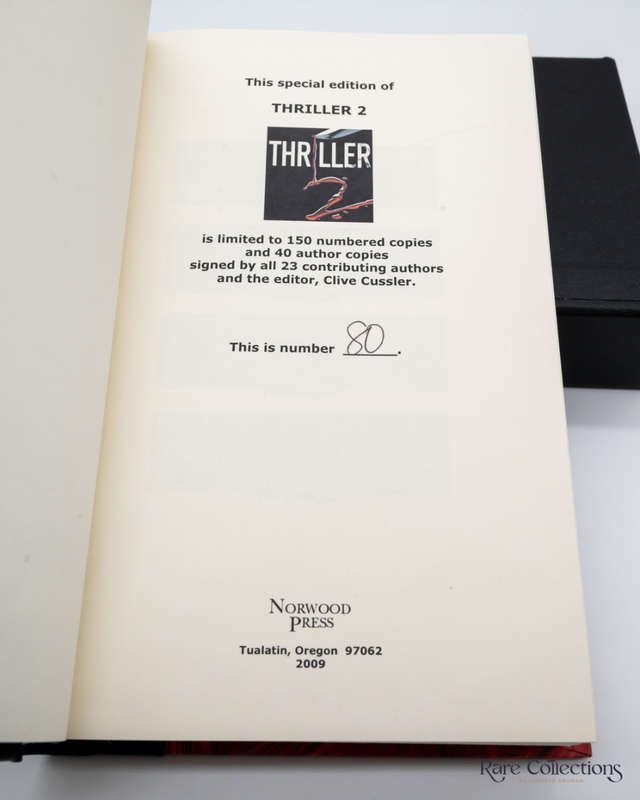 This special edition of
THRILLER 2
THRILLER
2
is limited to 150 numbered copies
and 40 author copies
signed by all 23 contributing authors
and the editor, Clive Cussler.
This is number 80.
NORWOOD
PRESS
Tualatin, Oregon 97062
2009
Rare Collections